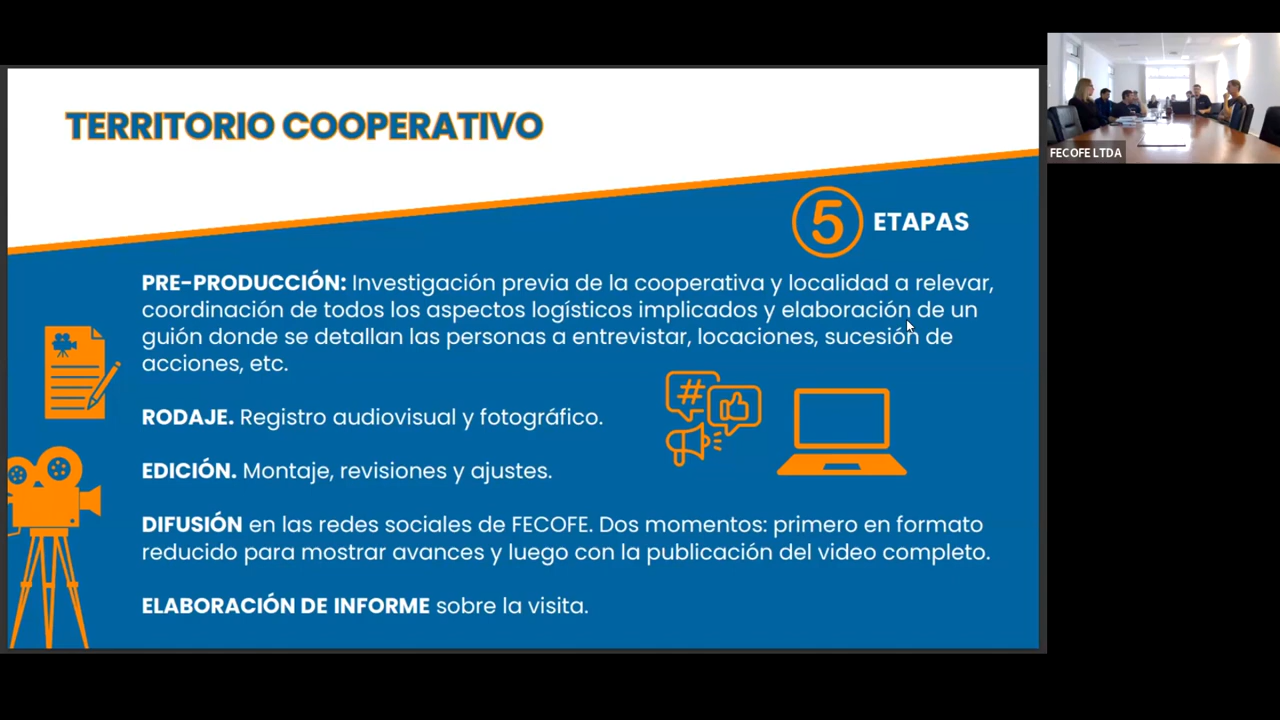 TERRITORIO COOPERATIVO
FECOFE LTDA
5 ETAPAS
PRE-PRODUCCIÓN: Investigación previa de la cooperativa y localidad a relevar,
coordinación de todos los aspectos logísticos implicados y elaboración de un
guión donde se detallan las personas a entrevistar, locaciones, sucesión de
acciones, etc.
#
RODAJE. Registro audiovisual y fotográfico.
EDICIÓN. Montaje, revisiones y ajustes.
DIFUSIÓN en las redes sociales de FECOFE. Dos momentos: primero en formato
reducido para mostrar avances y luego con la publicación del video completo.
ELABORACIÓN DE INFORME sobre la visita.